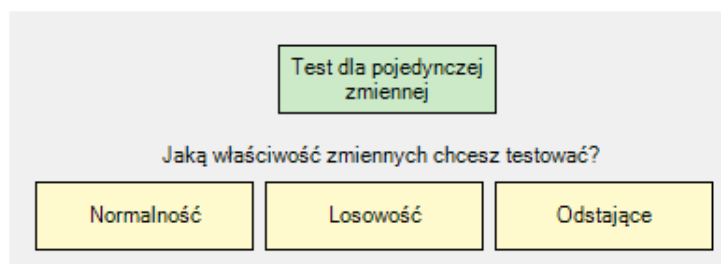 Test dla pojedynczej
zmiennej
Jaką właściwość zmiennych chcesz testować?
Normalność
Losowość
Odstające